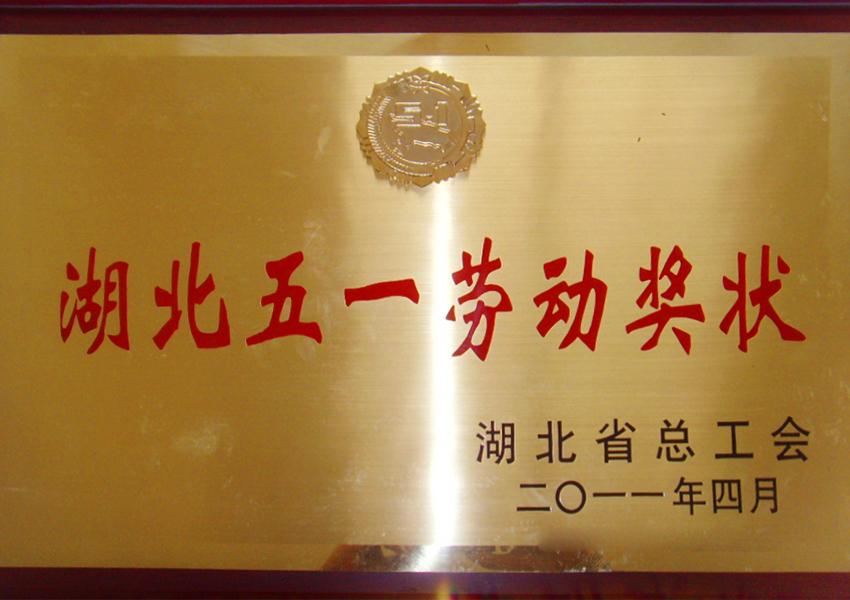 湖北五一劳动奖状
湖北省总工会
二〇一一年四月